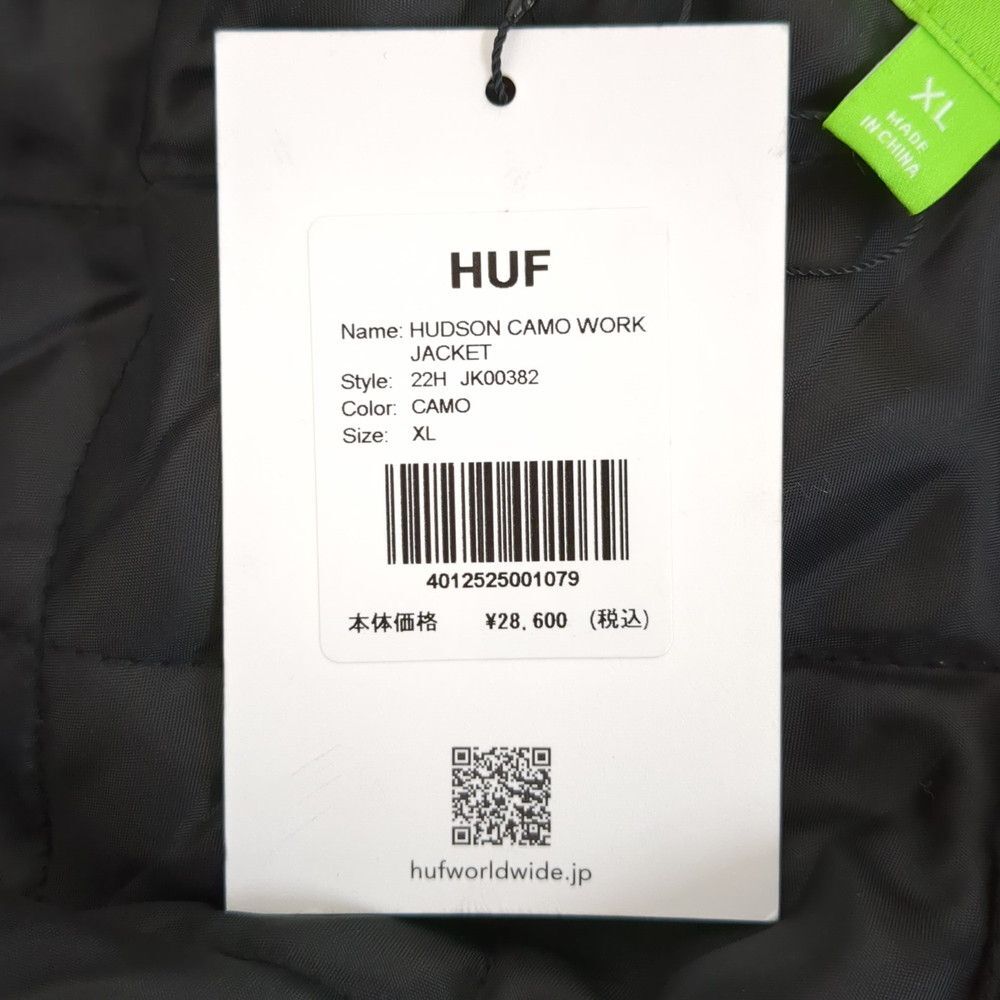 XL
MADE
IN CHINA
HUF
Name: HUDSON CAMO WORK
JACKET
Style: 22H JK00382
Color: CAMO
Size: XL
4012525001079
本体価格 ¥28,600 (税込)
hufworldwide.jp